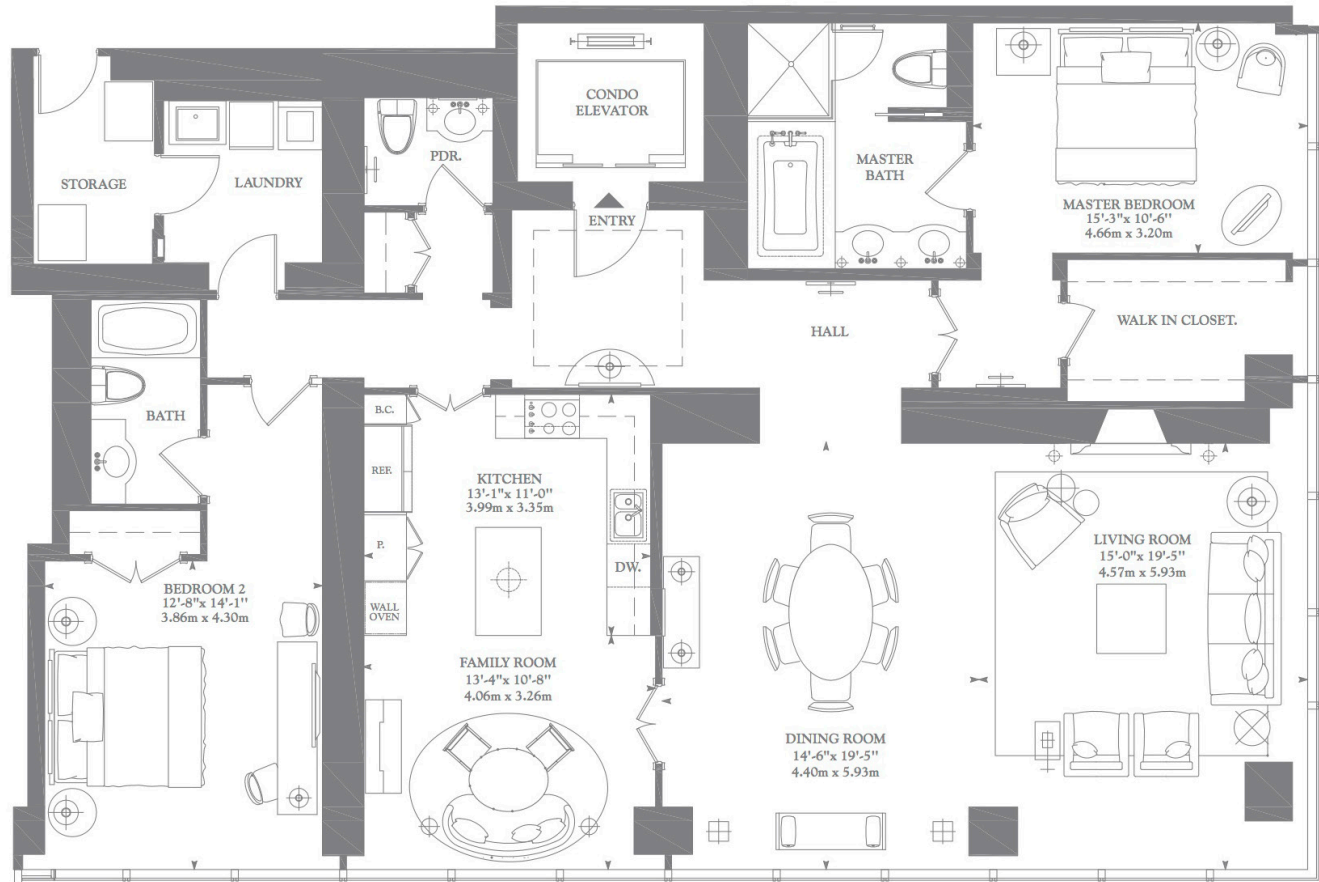 CONDO
ELEVATOR
STORAGE
LAUNDRY
PDR.
ENTRY
MASTER
BATH
MASTER BEDROOM
15'-3"x 10'-6"
4.66m x 3.20m
HALL
WALK IN CLOSET.
BATH
B.C.
REF.
P.
WALL
OVEN
KITCHEN
13'-1"x 11'-0"
3.99m x 3.35m
DW.
BEDROOM 2
12'-8"x 14'-1"
3.86m x 4.30m
FAMILY ROOM
13'-4"x 10'-8"
4.06m x 3.26m
DINING ROOM
14'-6"x 19'-5"
4.40m x 5.93m
LIVING ROOM
15'-0"x 19'-5"
4.57m x 5.93m